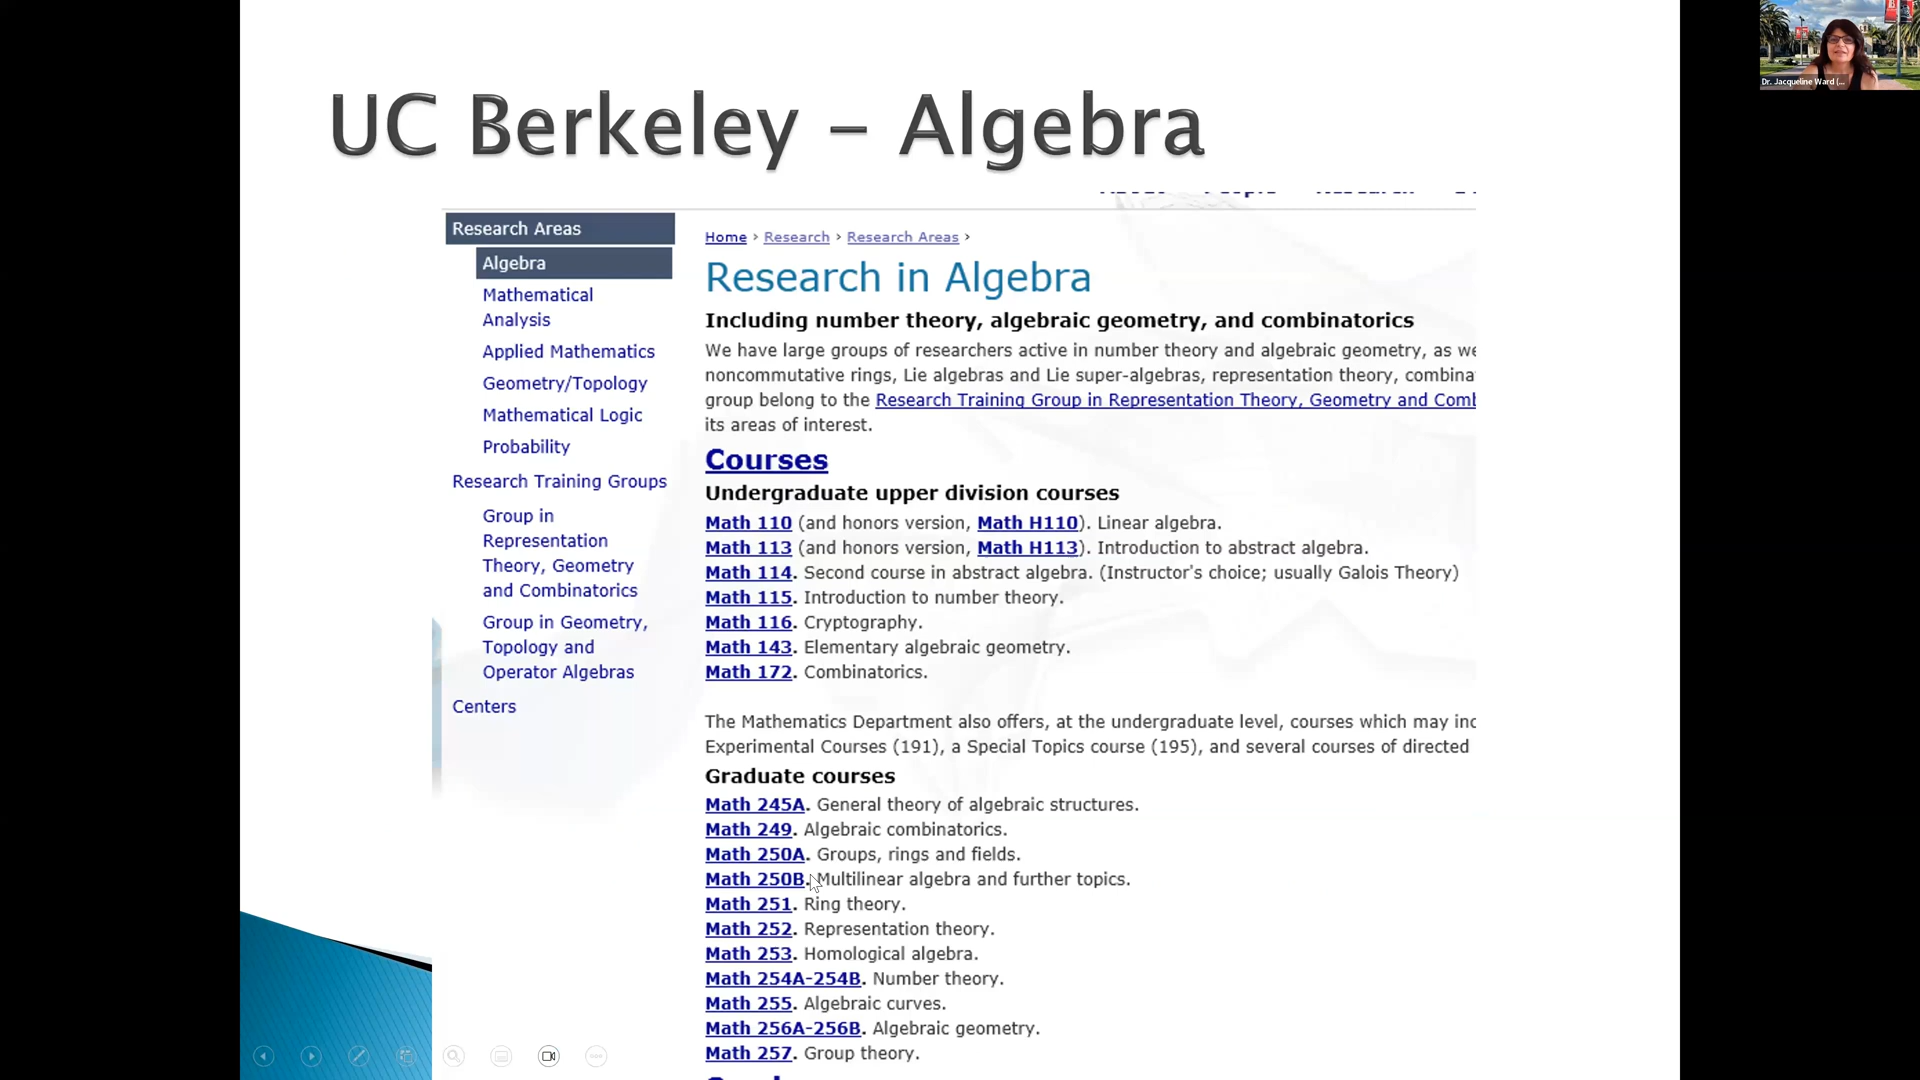 UC Berkeley – Algebra
Dr. Jacqueline Ward (...
Research Areas
Algebra
Mathematical
Analysis
Applied Mathematics
Geometry/Topology
Mathematical Logic
Probability
Research Training Groups
Group in
Representation
Theory, Geometry
and Combinatorics
Group in Geometry,
Topology and
Operator Algebras
Centers
Home › Research › Research Areas ›
Research in Algebra
Including number theory, algebraic geometry, and combinatorics
We have large groups of researchers active in number theory and algebraic geometry, as we
noncommutative rings, Lie algebras and Lie super-algebras, representation theory, combina
group belong to the Research Training Group in Representation Theory, Geometry and Comb
its areas of interest.
Courses
Undergraduate upper division courses
Math 110 (and honors version, Math H110). Linear algebra.
Math 113 (and honors version, Math H113). Introduction to abstract algebra.
Math 114. Second course in abstract algebra. (Instructor's choice; usually Galois Theory)
Math 115. Introduction to number theory.
Math 116. Cryptography.
Math 143. Elementary algebraic geometry.
Math 172. Combinatorics.
The Mathematics Department also offers, at the undergraduate level, courses which may inc
Experimental Courses (191), a Special Topics course (195), and several courses of directed
Graduate courses
Math 245A. General theory of algebraic structures.
Math 249. Algebraic combinatorics.
Math 250A. Groups, rings and fields.
Math 250B. Multilinear algebra and further topics.
Math 251. Ring theory.
Math 252. Representation theory.
Math 253. Homological algebra.
Math 254A-254B. Number theory.
Math 255. Algebraic curves.
Math 256A-256B. Algebraic geometry.
Math 257. Group theory.